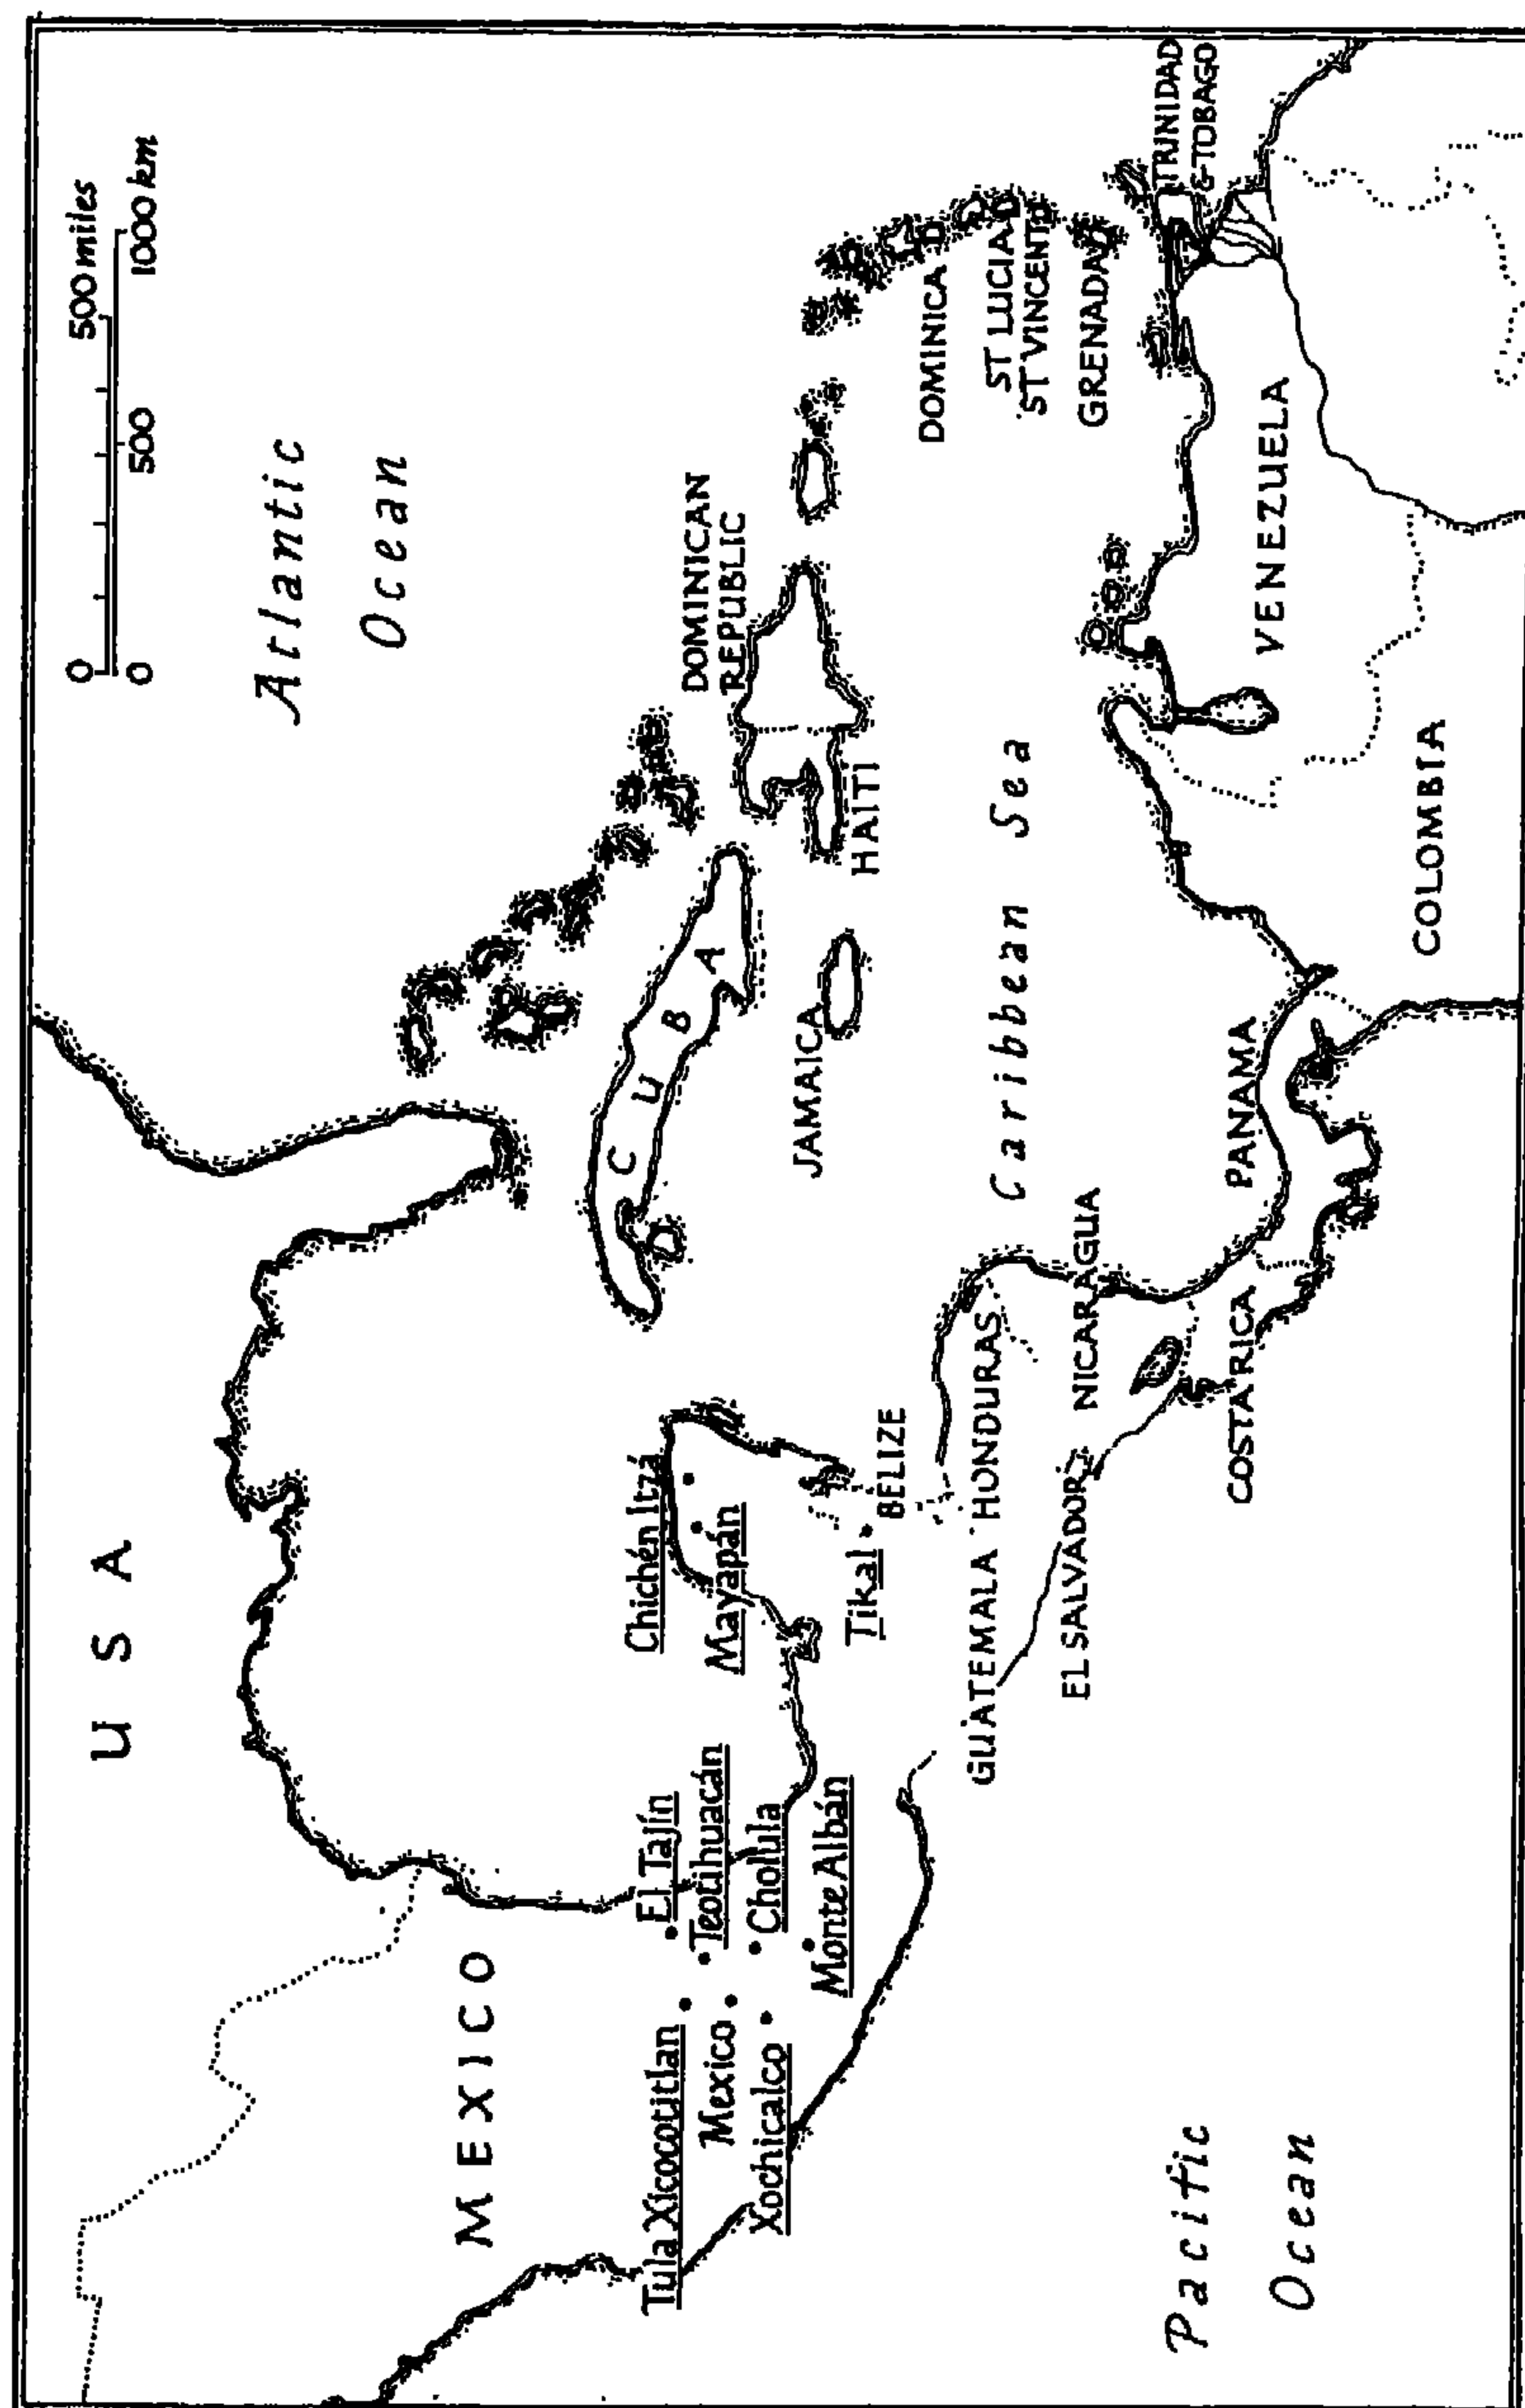 USA
0 500 miles
0 500 1000 km
Atlantic
Ocean
MEXICO
CUBA
DOMINICAN
REPUBLIC
HAITI
JAMAICA
Tula Xicocotitlan
Mexico
Xochicalco
El Tajín
Teotihuacán
Cholula
Monte Albán
Chichén Itzá
Mayapán
Tikal
BELIZE
GUATEMALA
HONDURAS
EL SALVADOR
NICARAGUA
COSTA RICA
PANAMA
Caribbean Sea
DOMINICA
ST LUCIA
ST VINCENT
GRENADA
TRINIDAD
& TOBAGO
VENEZUELA
COLOMBIA
Pacific
Ocean